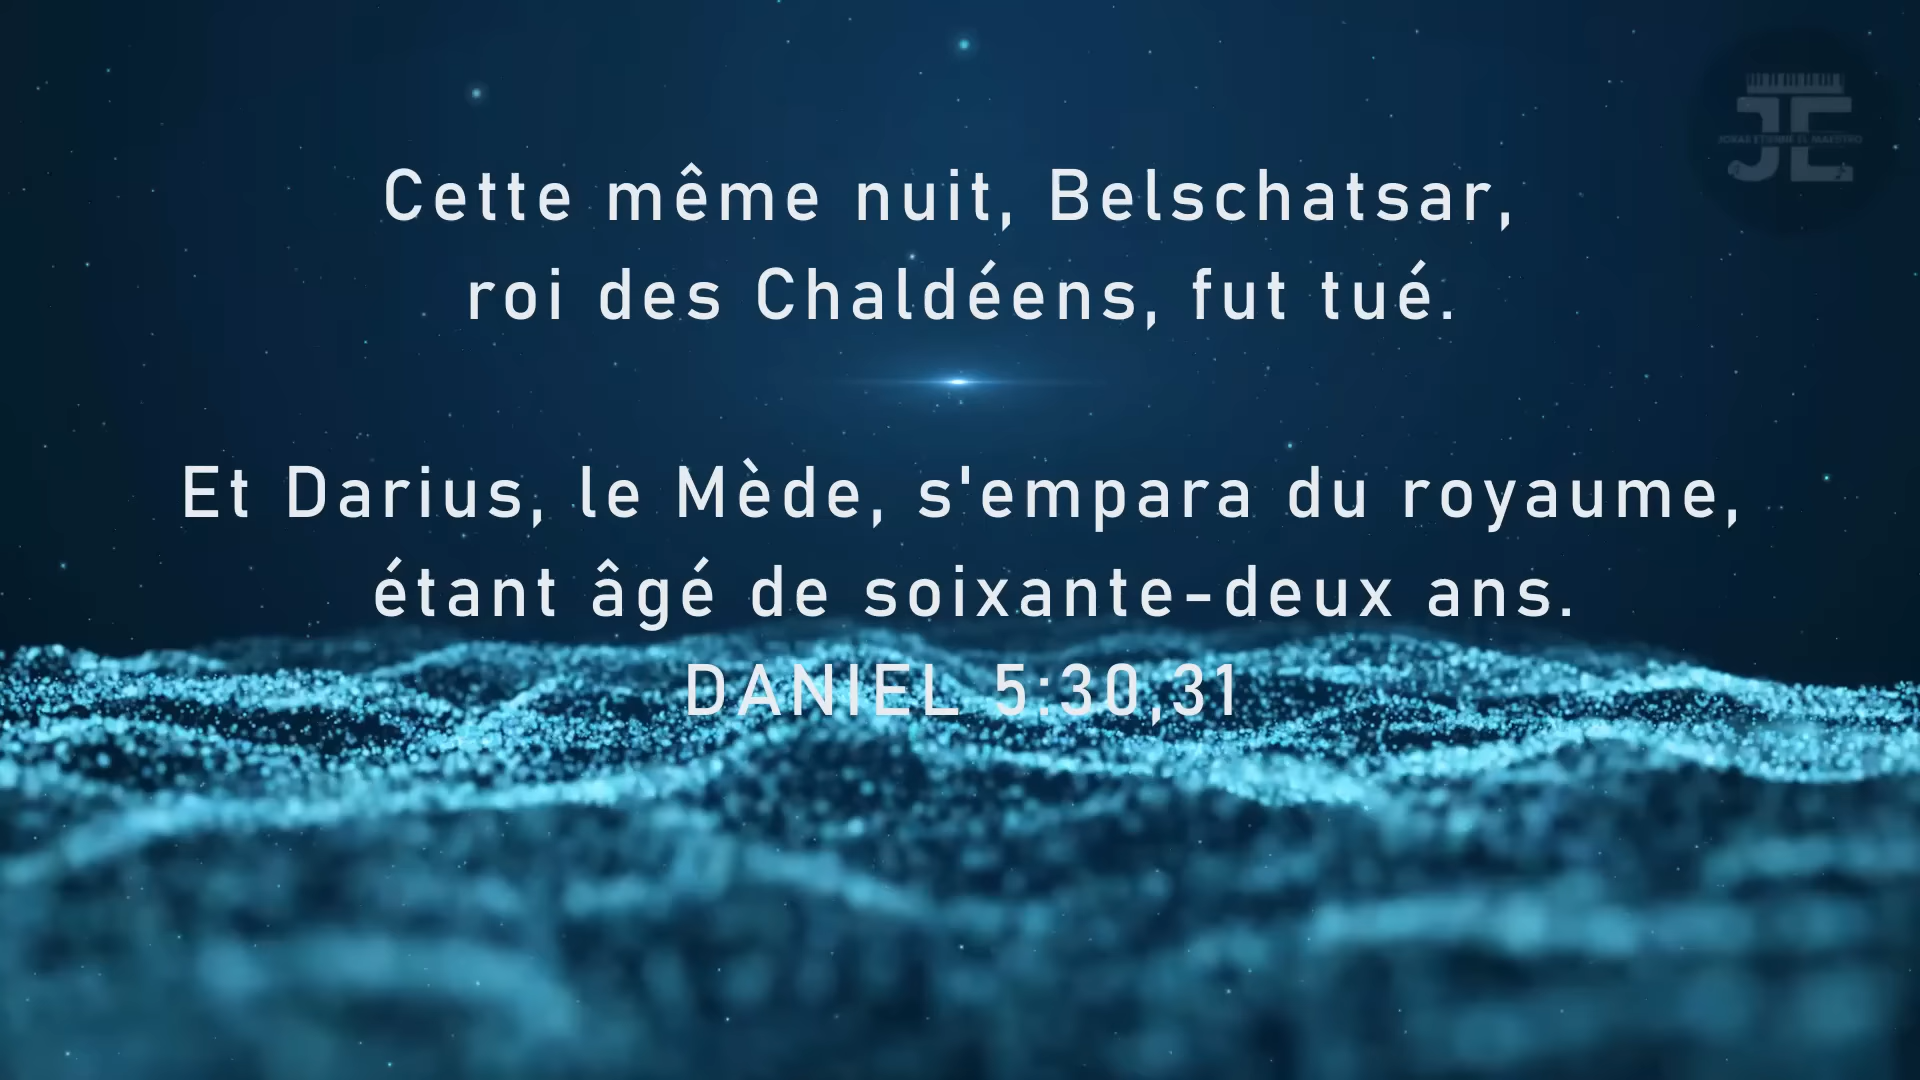 Cette même nuit, Belschatsar,
roi des Chaldéens, fut tué.
Et Darius, le Mède, s'empara du royaume,
étant âgé de soixante-deux ans.
DANIEL 5:30,31
JE